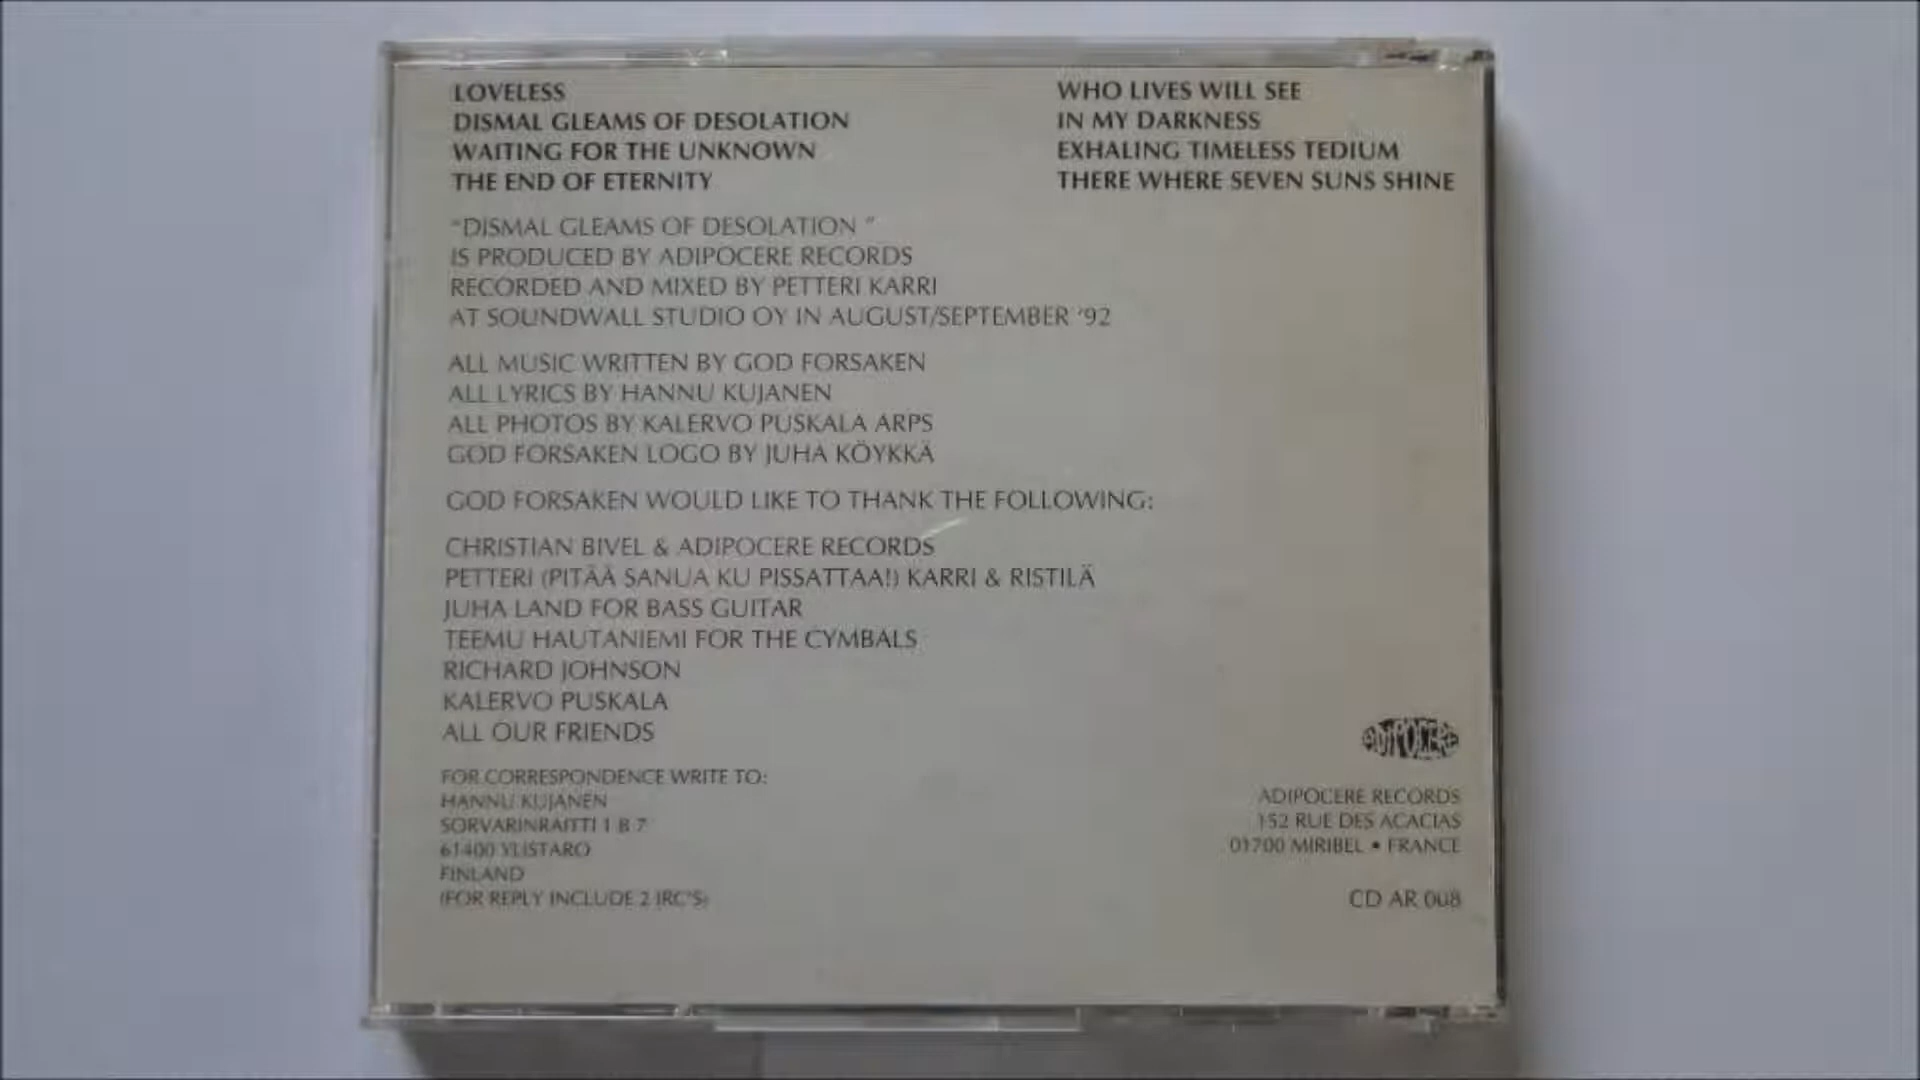 LOVELESS
DISMAL GLEAMS OF DESOLATION
WAITING FOR THE UNKNOWN
THE END OF ETERNITY
WHO LIVES WILL SEE
IN MY DARKNESS
EXHALING TIMELESS TEDIUM
THERE WHERE SEVEN SUNS SHINE
"DISMAL GLEAMS OF DESOLATION "
IS PRODUCED BY ADIPOCERE RECORDS
RECORDED AND MIXED BY PETTERI KARRI
AT SOUNDWALL STUDIO OY IN AUGUST/SEPTEMBER '92
ALL MUSIC WRITTEN BY GOD FORSAKEN
ALL LYRICS BY HANNU KUJANEN
ALL PHOTOS BY KALERVO PUSKALA ARPS
GOD FORSAKEN LOGO BY JUHA KÖYKKÄ
GOD FORSAKEN WOULD LIKE TO THANK THE FOLLOWING:
CHRISTIAN BIVEL & ADIPOCERE RECORDS
PETTERI (PITÄÄ SANUA KU PISSATTAA!) KARRI & RISTILÄ
JUHA LAND FOR BASS GUITAR
TEEMU HAUTANIEMI FOR THE CYMBALS
RICHARD JOHNSON
KALERVO PUSKALA
ALL OUR FRIENDS
FOR CORRESPONDENCE WRITE TO:
HANNU KUJANEN
SORVARINRAITTI 1 B 7
61400 YLISTARO
FINLAND
(FOR REPLY INCLUDE 2 IRC'S)
ADIPOCERE
ADIPOCERE RECORDS
152 RUE DES ACACIAS
01700 MIRIBEL • FRANCE
CD AR 008